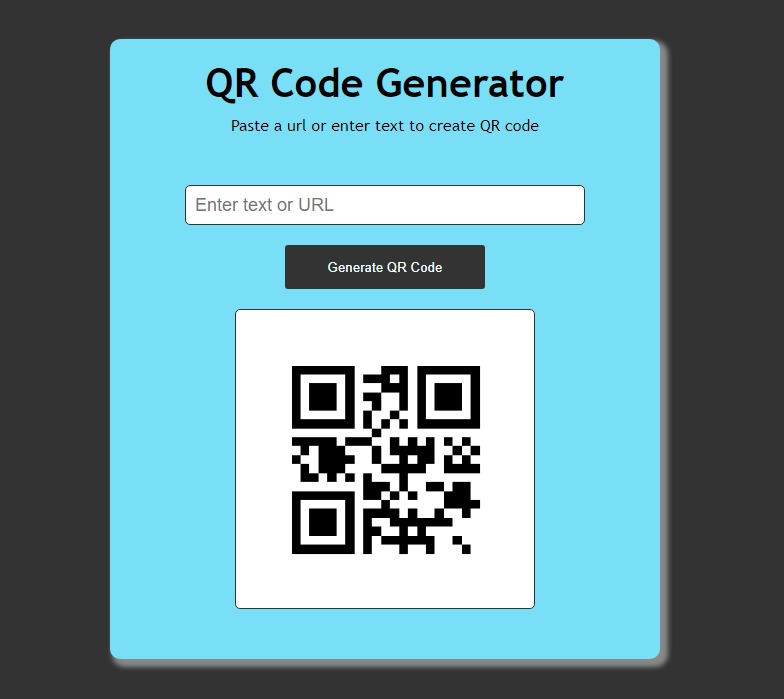 QR Code Generator
Paste a url or enter text to create QR code
Enter text or URL
Generate QR Code